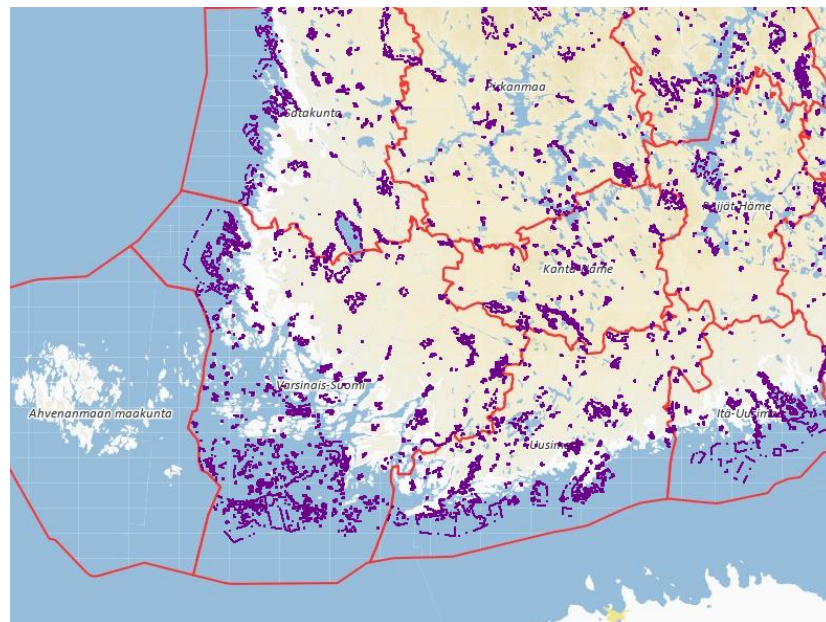 Pirkanmaa
Satakunta
Päijät-Häme
Kanta-Häme
Varsinais-Suomi
Ahvenanmaan maakunta
Itä-Uusimaa
Uusimaa